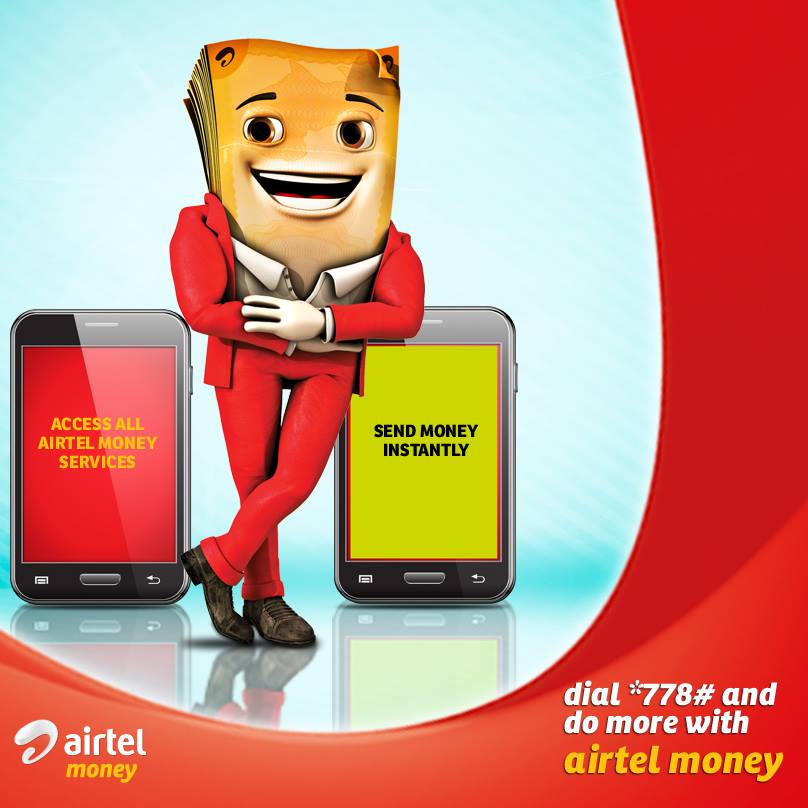 ACCESS ALL
AIRTEL MONEY
SERVICES
SEND MONEY
INSTANTLY
dial *778# and
do more with
airtel money
airtel
money